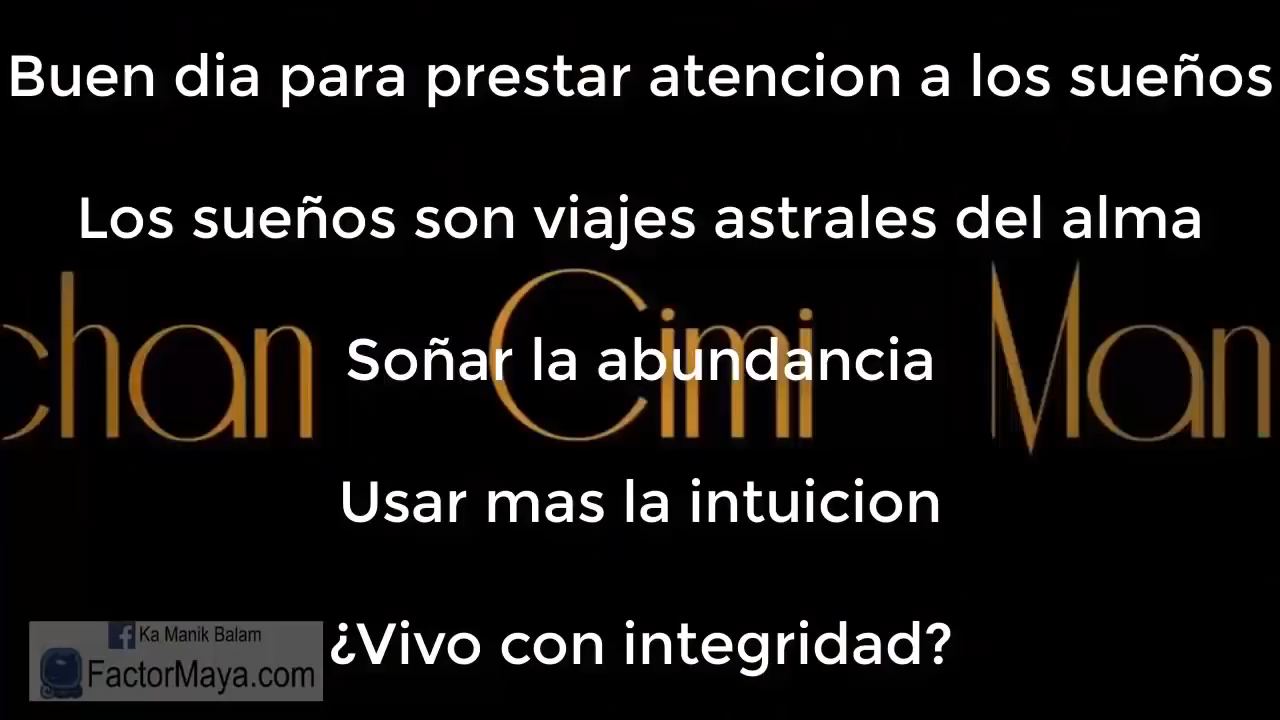 Buen dia para prestar atencion a los sueños
Los sueños son viajes astrales del alma
chan Cimi Man
Soñar la abundancia
Usar mas la intuicion
¿Vivo con integridad?
Ka Manik Balam
FactorMaya.com